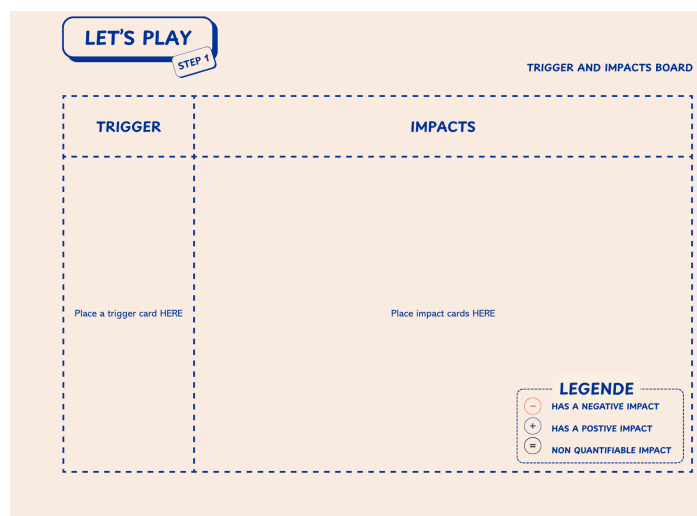 LET'S PLAY
STEP 1
TRIGGER AND IMPACTS BOARD
TRIGGER
IMPACTS
Place a trigger card HERE
Place impact cards HERE
LEGENDE
− HAS A NEGATIVE IMPACT
+ HAS A POSTIVE IMPACT
= NON QUANTIFIABLE IMPACT